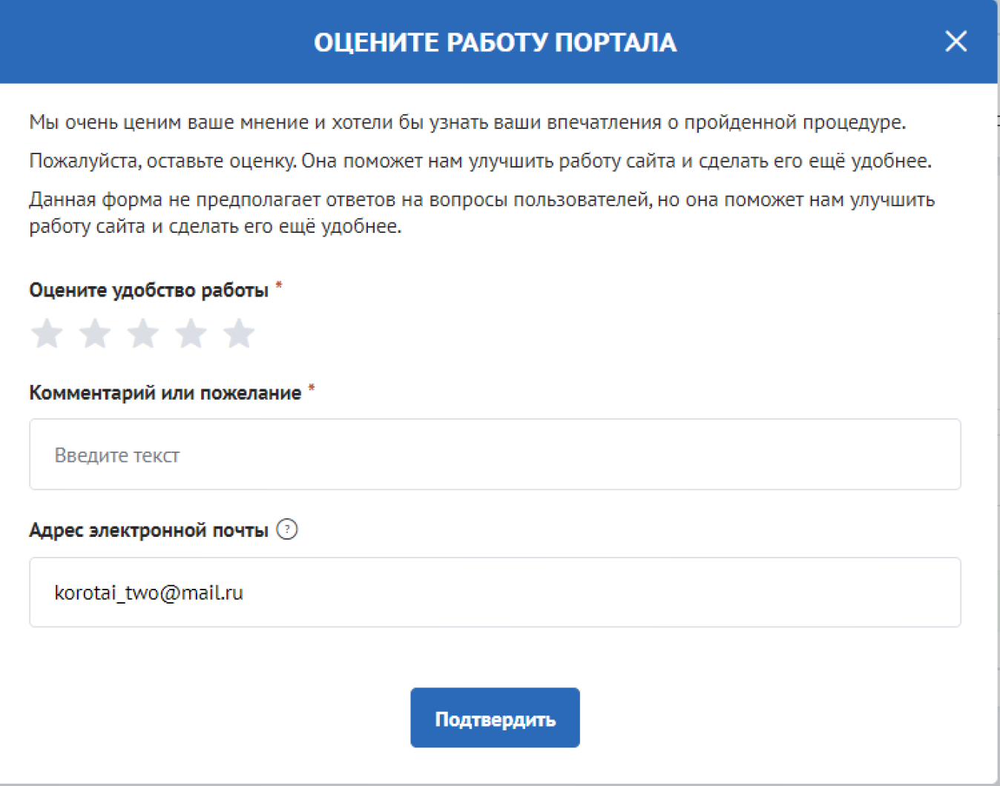 ОЦЕНИТЕ РАБОТУ ПОРТАЛА
Мы очень ценим ваше мнение и хотели бы узнать ваши впечатления о пройденной процедуре.
Пожалуйста, оставьте оценку. Она поможет нам улучшить работу сайта и сделать его ещё удобнее.
Данная форма не предполагает ответов на вопросы пользователей, но она поможет нам улучшить
работу сайта и сделать его ещё удобнее.
Оцените удобство работы *
Комментарий или пожелание *
Введите текст
Адрес электронной почты ?
korotai_two@mail.ru
Подтвердить